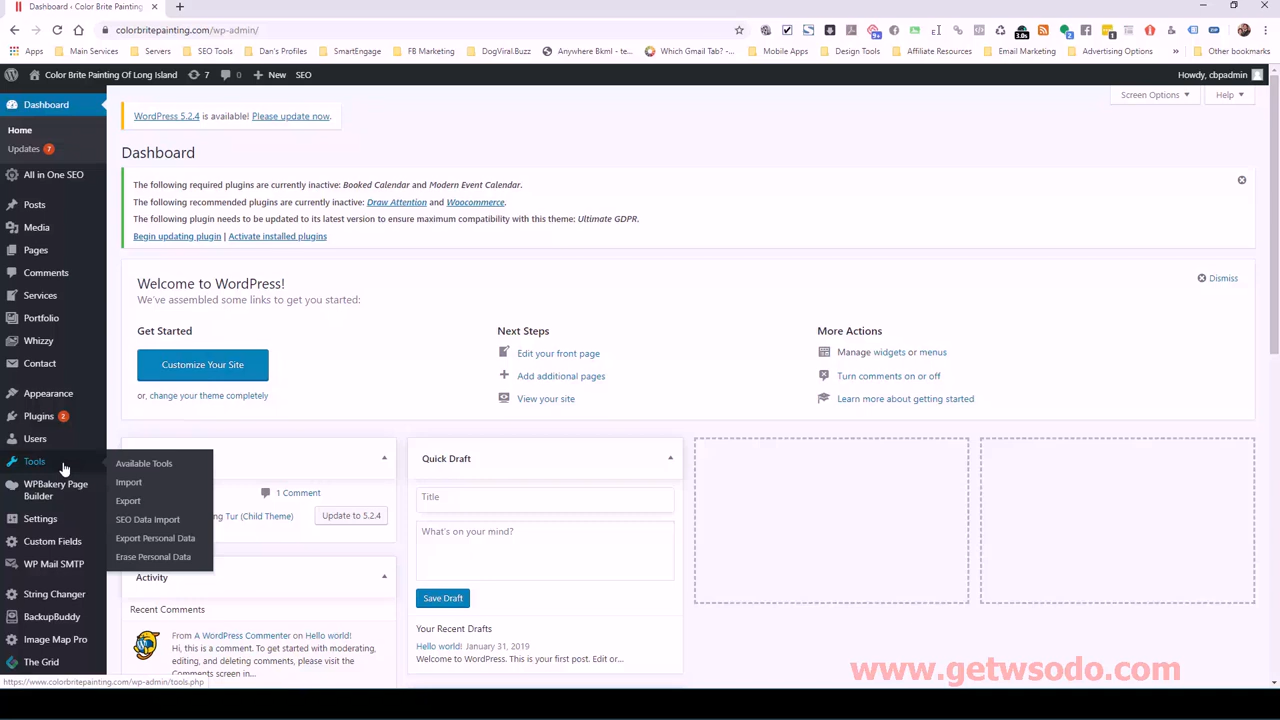 Dashboard ‹ Color Brite Painting
colorbritepainting.com/wp-admin/
Apps Main Services Servers SEO Tools Dan's Profiles SmartEngage FB Marketing DogViral.Buzz Anywhere Bkml - te... Which Gmail Tab? -... Mobile Apps Design Tools Affiliate Resources Email Marketing Advertising Options » Other bookmarks
Color Brite Painting Of Long Island 7 0 New SEO Howdy, cbpadmin
Dashboard
Home
Updates 7
All in One SEO
Posts
Media
Pages
Comments
Services
Portfolio
Whizzy
Contact
Appearance
Plugins 2
Users
Tools
WPBakery Page
Builder
Settings
Custom Fields
WP Mail SMTP
String Changer
BackupBuddy
Image Map Pro
The Grid
Available Tools
Import
Export
SEO Data Import
Export Personal Data
Erase Personal Data
Screen Options Help
WordPress 5.2.4 is available! Please update now.
Dashboard
The following required plugins are currently inactive: Booked Calendar and Modern Event Calendar.
The following recommended plugins are currently inactive: Draw Attention and Woocommerce.
The following plugin needs to be updated to its latest version to ensure maximum compatibility with this theme: Ultimate GDPR.
Begin updating plugin | Activate installed plugins
Welcome to WordPress!
We've assembled some links to get you started:
Dismiss
Get Started
Customize Your Site
or, change your theme completely
Next Steps
Edit your front page
Add additional pages
View your site
More Actions
Manage widgets or menus
Turn comments on or off
Learn more about getting started
1 Comment
ng Tur (Child Theme) Update to 5.2.4
Activity
Recent Comments
From A WordPress Commenter on Hello world!
Hi, this is a comment. To get started with moderating,
editing, and deleting comments, please visit the
Comments screen in...
Quick Draft
Title
What's on your mind?
Save Draft
Your Recent Drafts
Hello world! January 31, 2019
Welcome to WordPress. This is your first post. Edit or...
https://www.colorbritepainting.com/wp-admin/tools.php
www.getwsodo.com